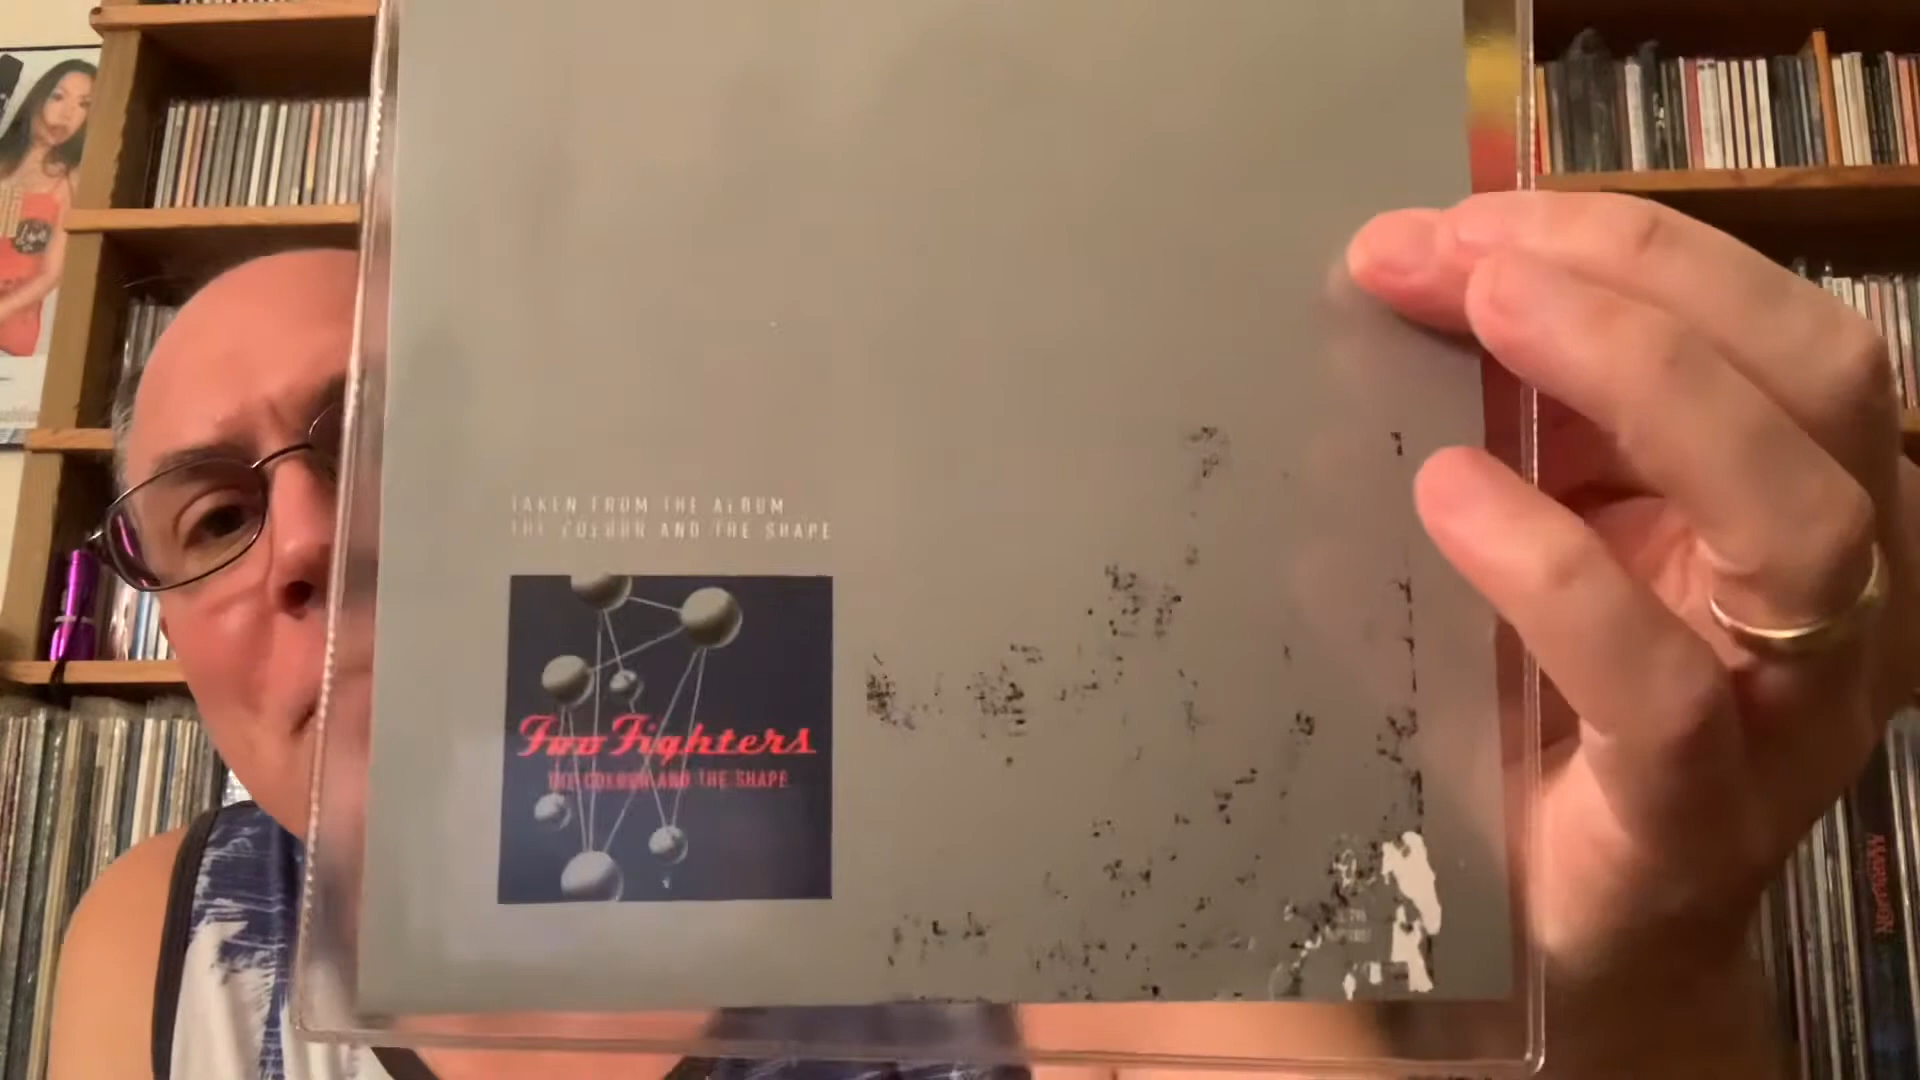 TAKEN FROM THE ALBUM
THE COLOUR AND THE SHAPE
Foo Fighters
THE COLOUR AND THE SHAPE